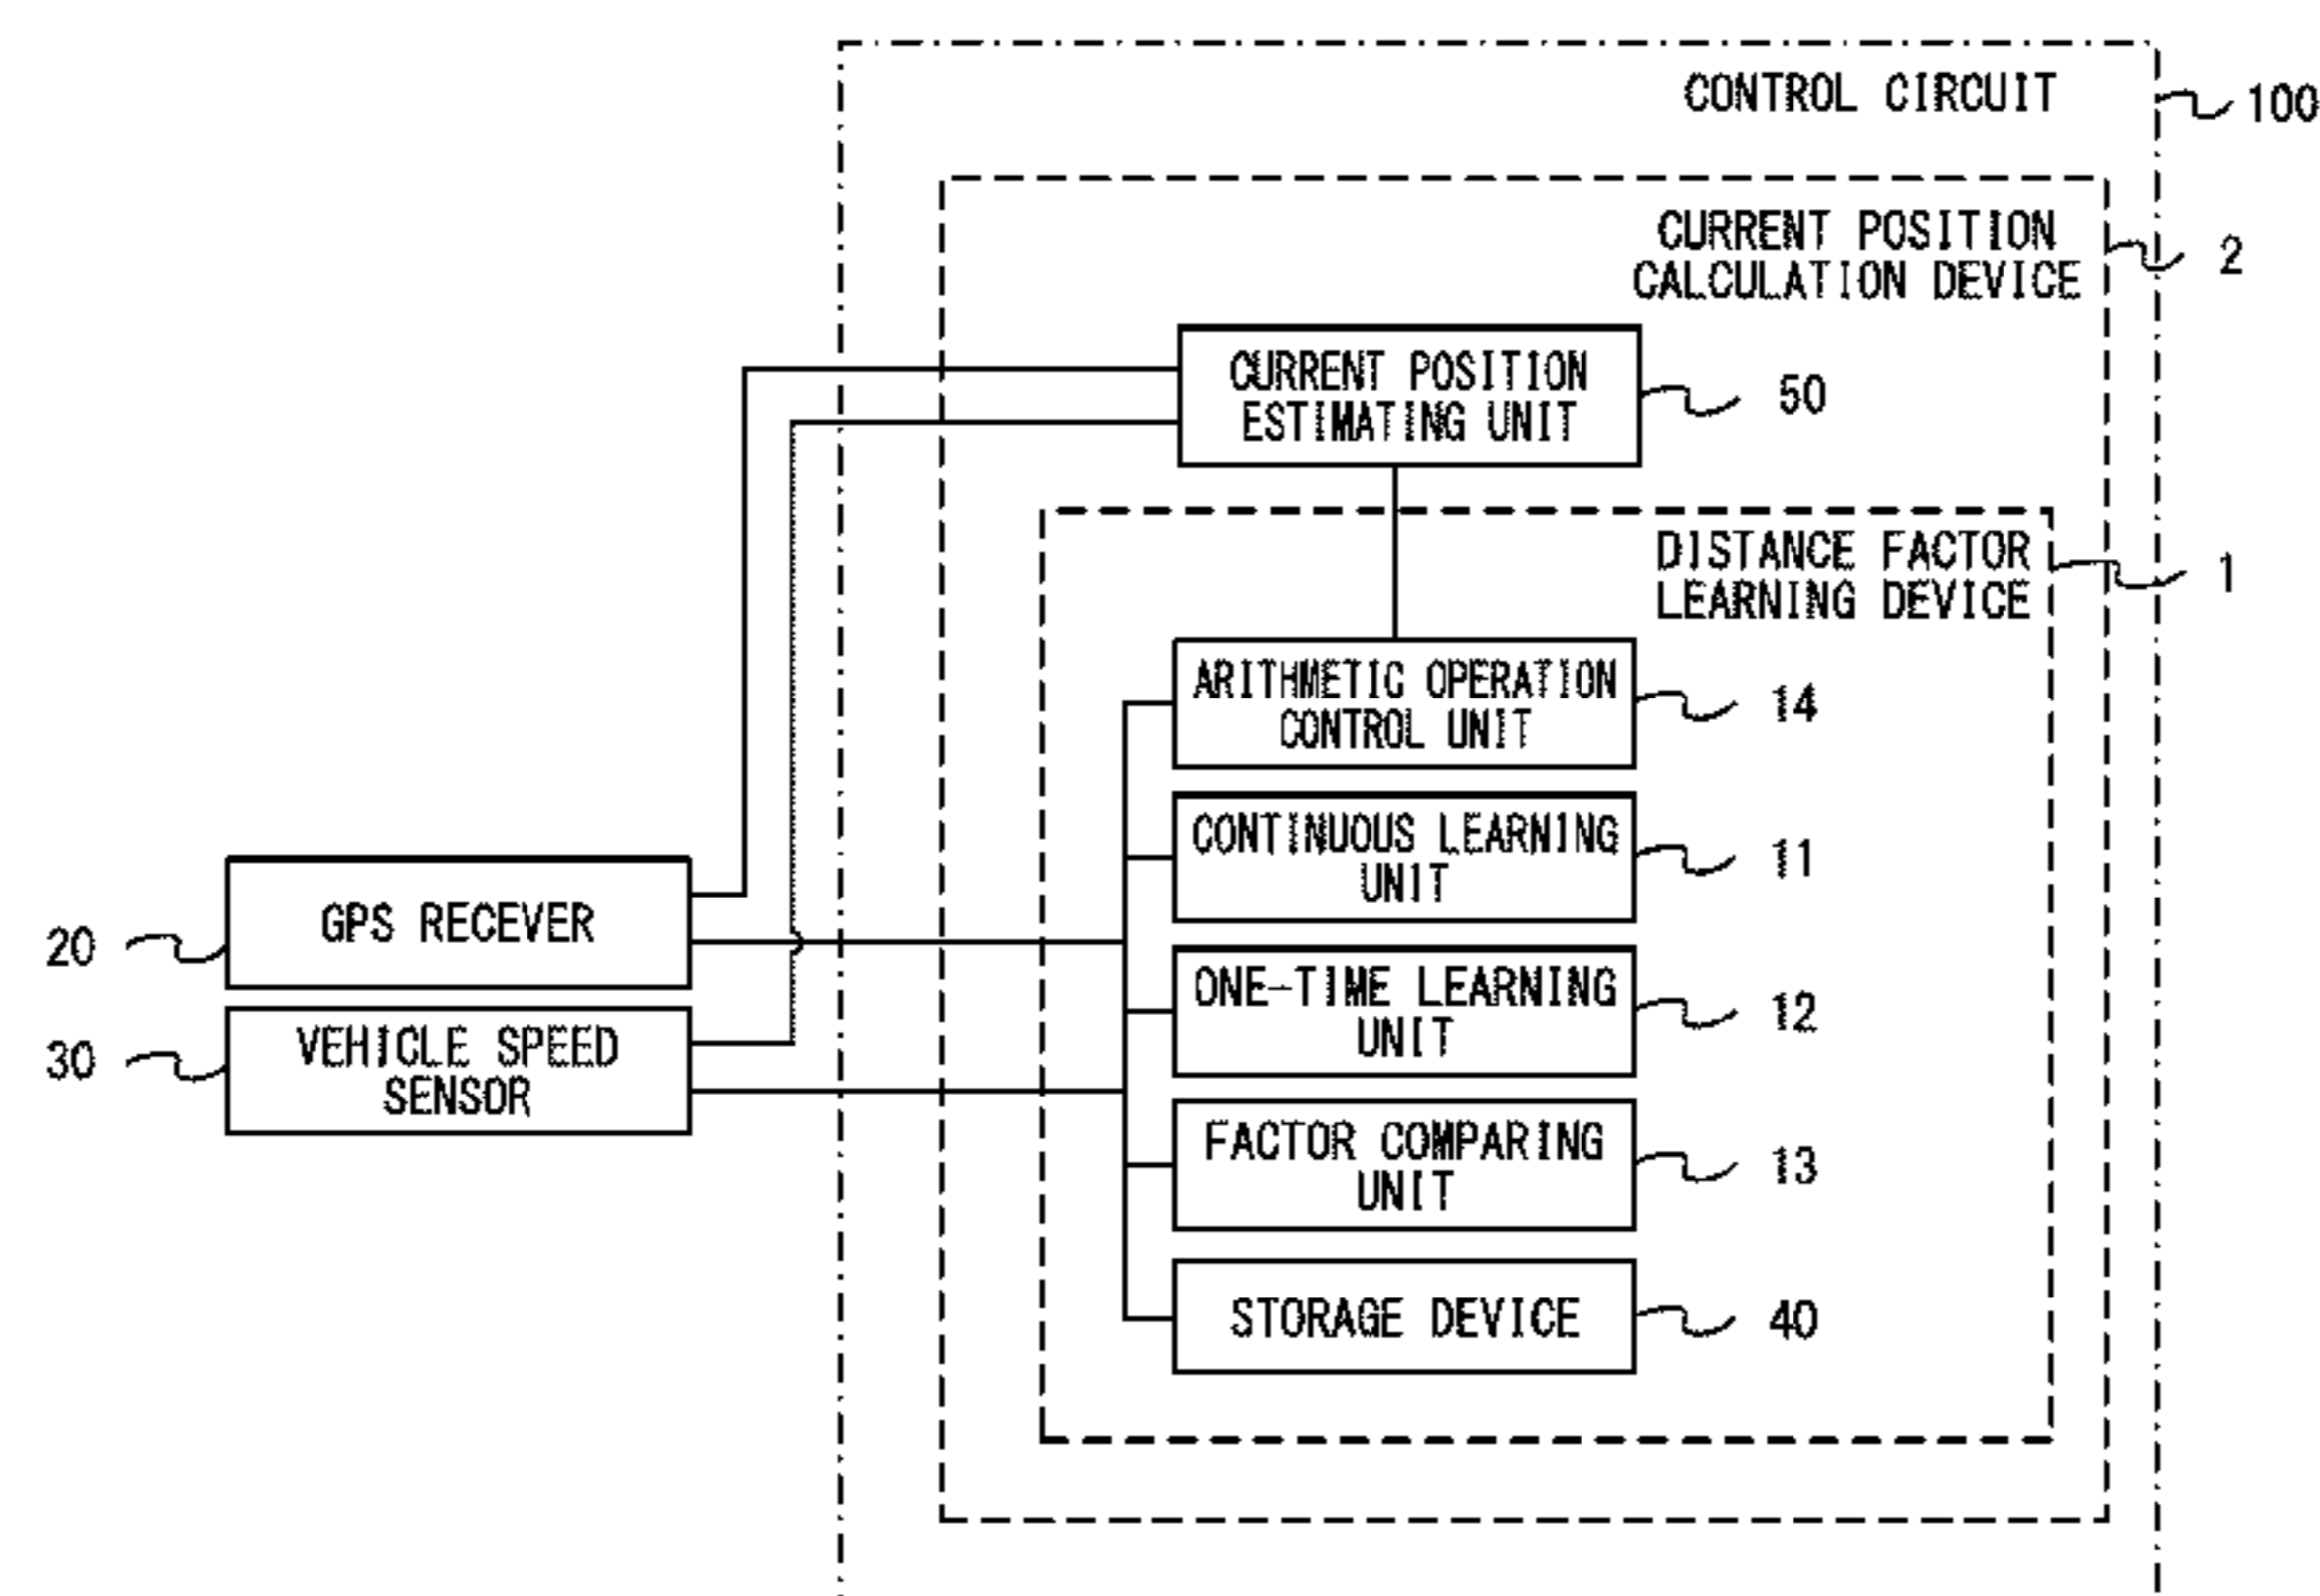 CONTROL CIRCUIT
100
CURRENT POSITION
CALCULATION DEVICE
2
CURRENT POSITION
ESTIMATING UNIT
50
DISTANCE FACTOR
LEARNING DEVICE
1
ARITHMETIC OPERATION
CONTROL UNIT
14
CONTINUOUS LEARNING
UNIT
11
GPS RECEVER
20
ONE-TIME LEARNING
UNIT
12
VEHICLE SPEED
SENSOR
30
FACTOR COMPARING
UNIT
13
STORAGE DEVICE
40